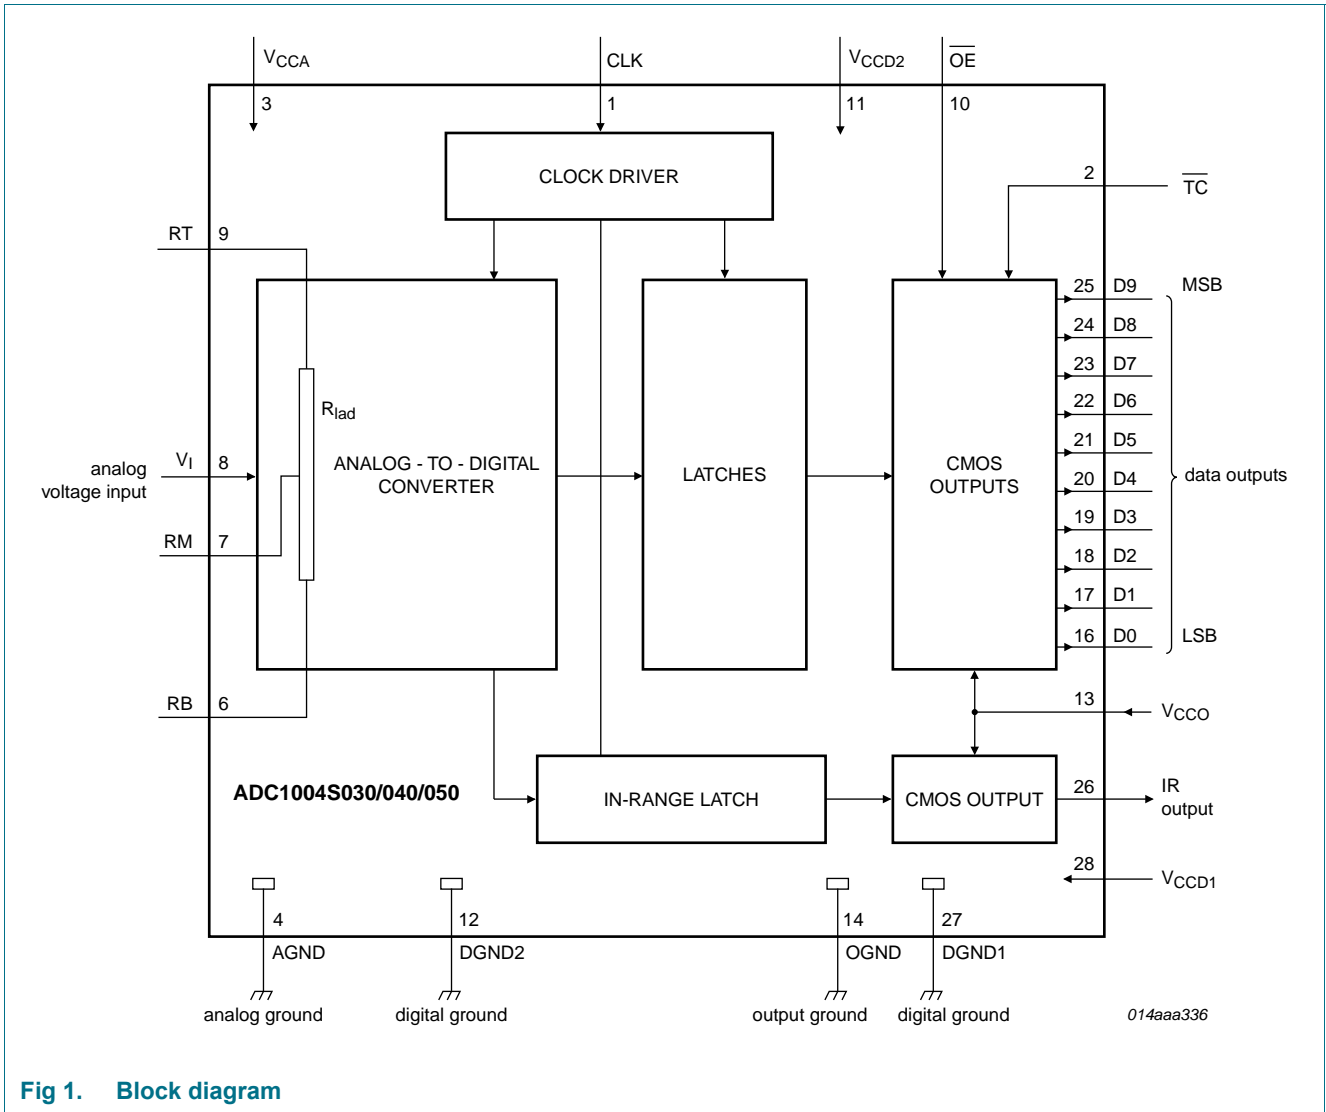 VCCA
CLK
VCCD2
OE
3
1
11
10
CLOCK DRIVER
2
TC
RT
9
25
D9
MSB
24
D8
23
D7
22
D6
21
D5
20
D4
19
D3
18
D2
17
D1
16
D0
LSB
data outputs
Rlad
analog
voltage input
VI
8
ANALOG - TO - DIGITAL
CONVERTER
LATCHES
CMOS
OUTPUTS
RM
7
RB
6
13
VCCO
ADC1004S030/040/050
IN-RANGE LATCH
CMOS OUTPUT
26
IR
output
28
VCCD1
4
12
14
27
AGND
DGND2
OGND
DGND1
analog ground
digital ground
output ground
digital ground
014aaa336
Fig 1. Block diagram